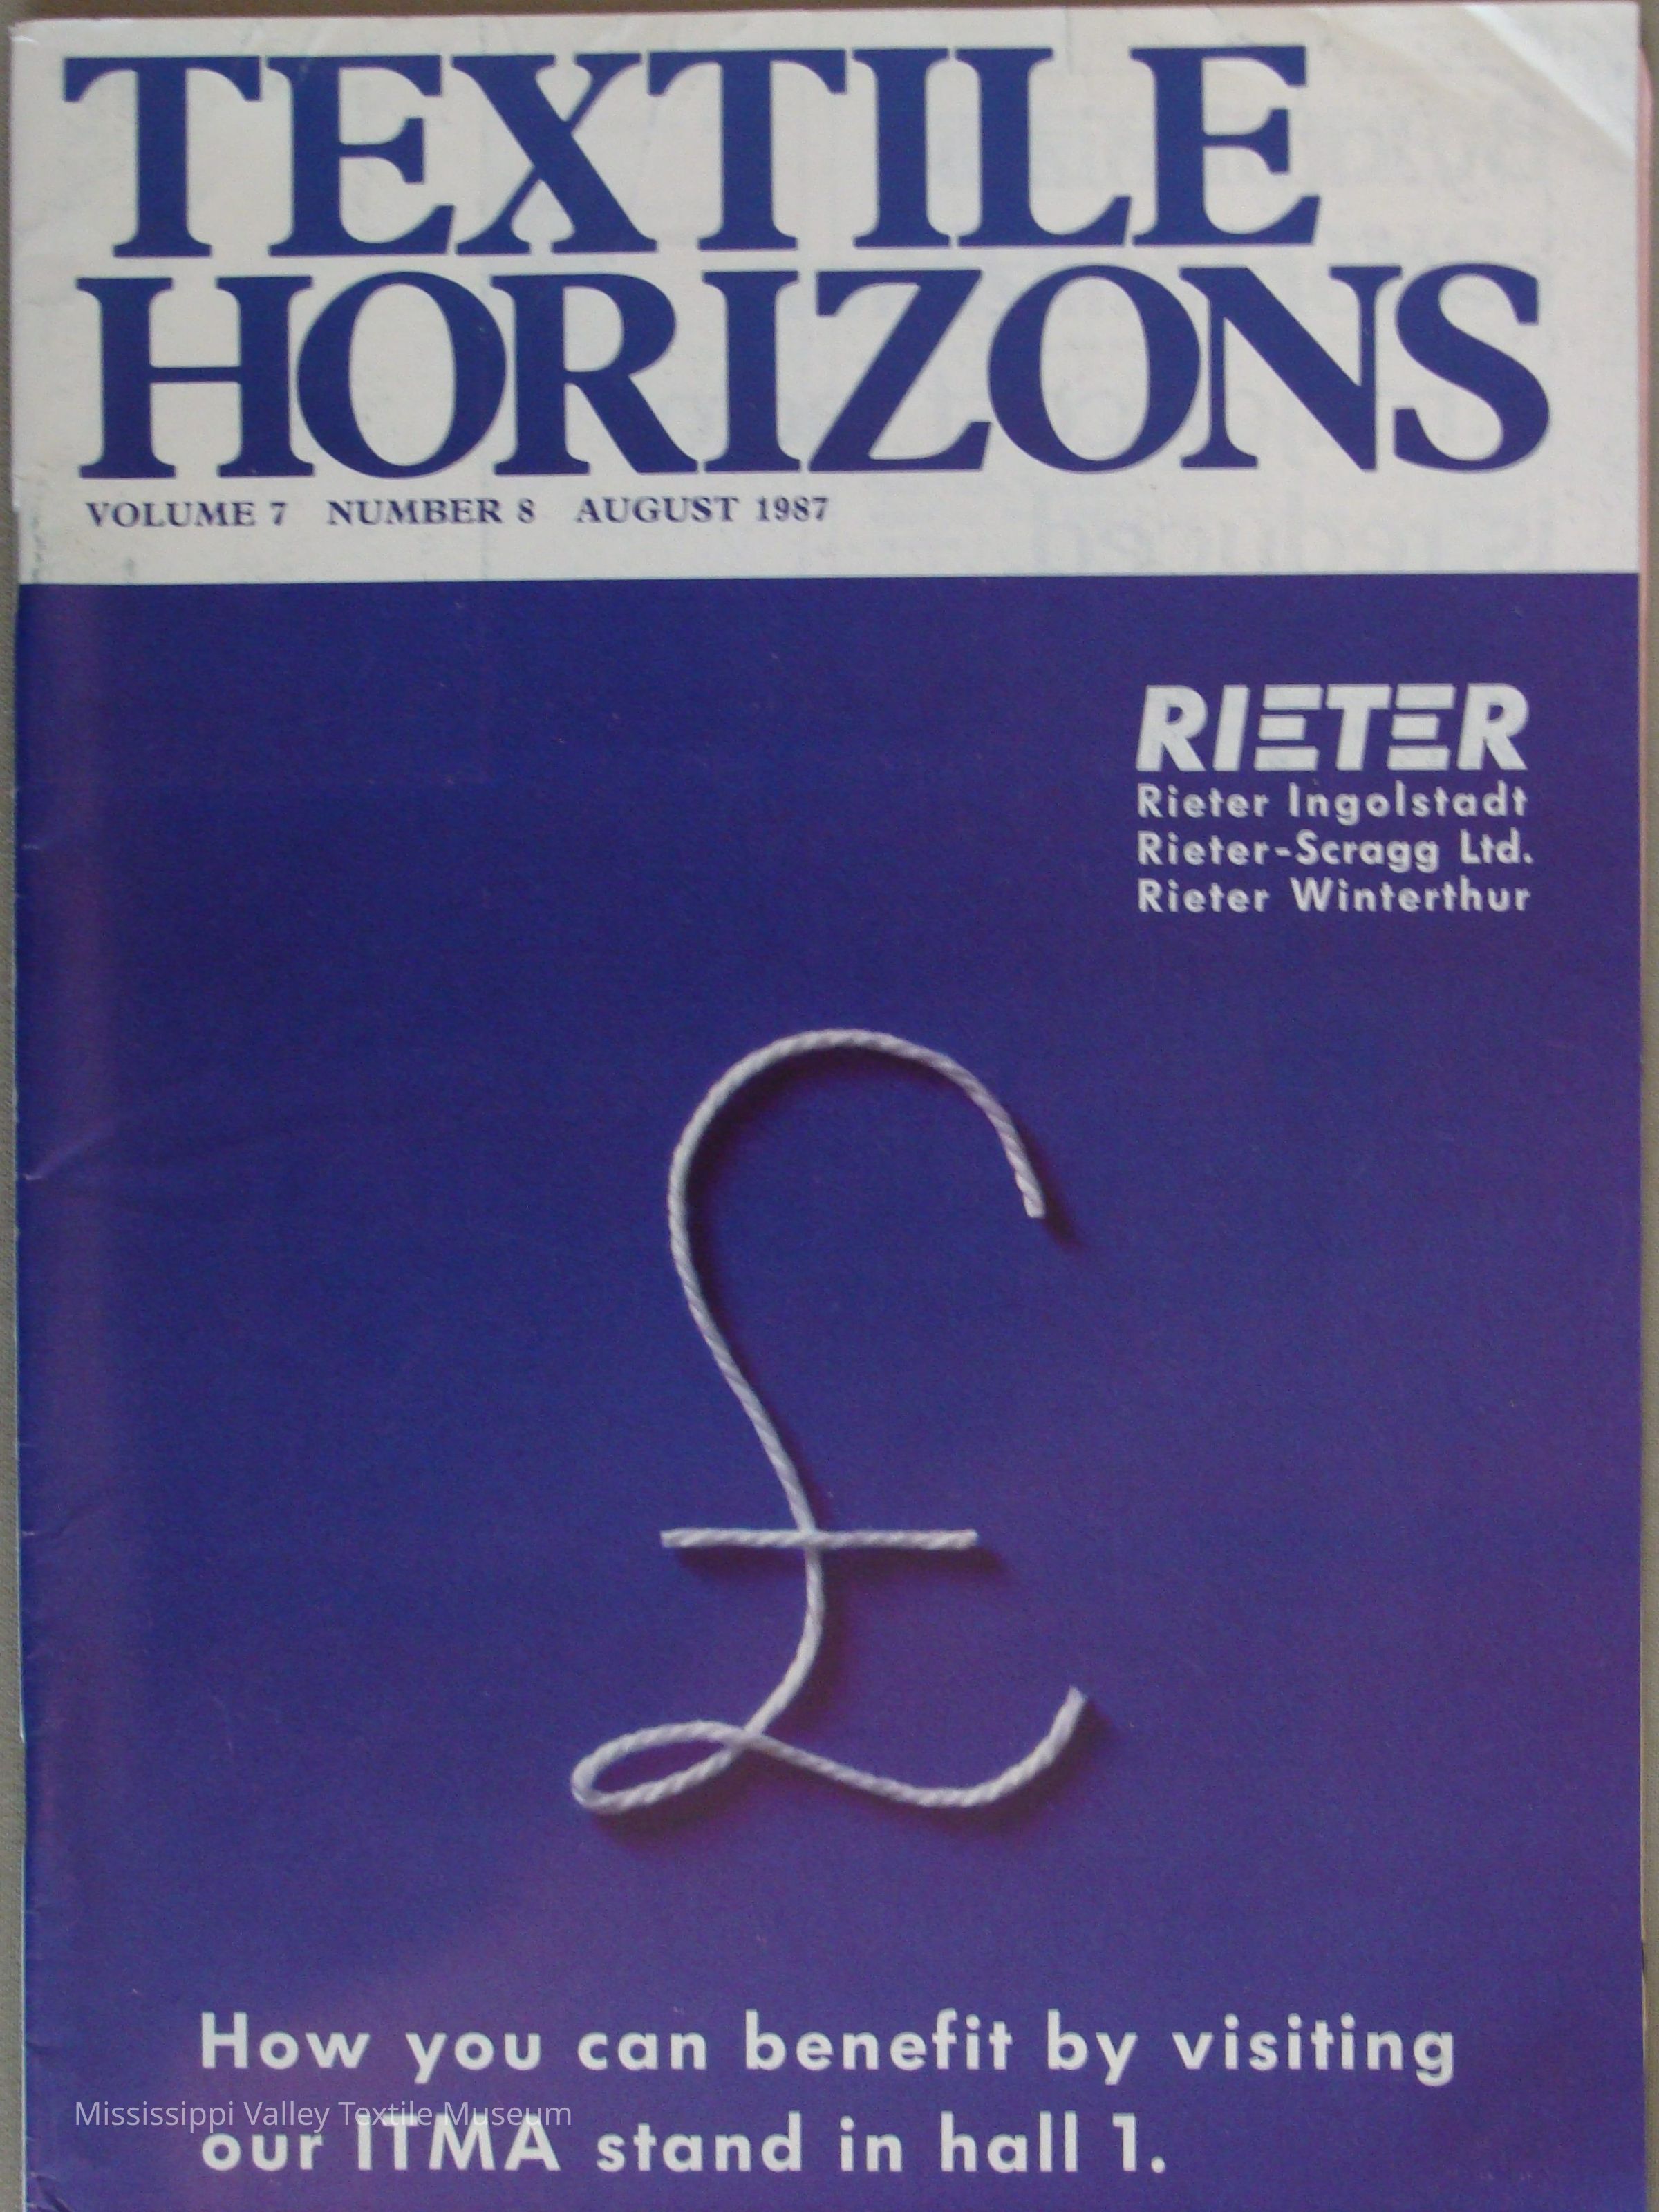 TEXTILE
HORIZONS
VOLUME 7 NUMBER 8 AUGUST 1987
RIETER
Rieter Ingolstadt
Rieter-Scragg Ltd.
Rieter Winterthur
£
How you can benefit by visiting
our ITMA stand in hall 1.
Mississippi Valley Textile Museum